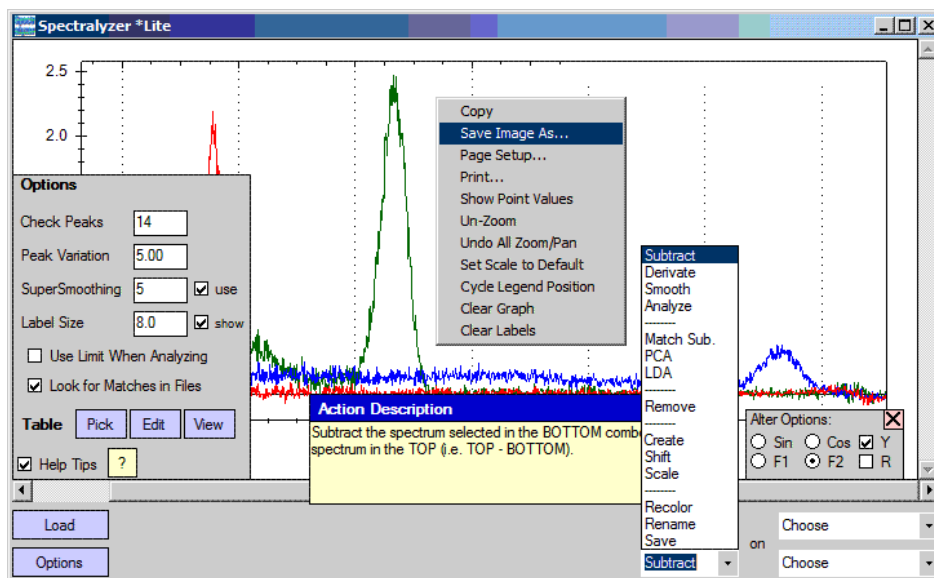 Spectralyzer *Lite
2.5
2.0
Copy
Save Image As...
Page Setup...
Print...
Show Point Values
Un-Zoom
Undo All Zoom/Pan
Set Scale to Default
Cycle Legend Position
Clear Graph
Clear Labels
Options
Check Peaks 14
Peak Variation 5.00
SuperSmoothing 5 use
Label Size 8.0 show
Use Limit When Analyzing
Look for Matches in Files
Table Pick Edit View
Help Tips ?
Action Description
Subtract the spectrum selected in the BOTTOM comb
spectrum in the TOP (i.e. TOP - BOTTOM).
Subtract
Derivate
Smooth
Analyze
--------
Match Sub.
PCA
LDA
--------
Remove
--------
Create
Shift
Scale
--------
Recolor
Rename
Save
Alter Options:
Sin Cos Y
F1 F2 R
Load
Options
Subtract
on
Choose
Choose